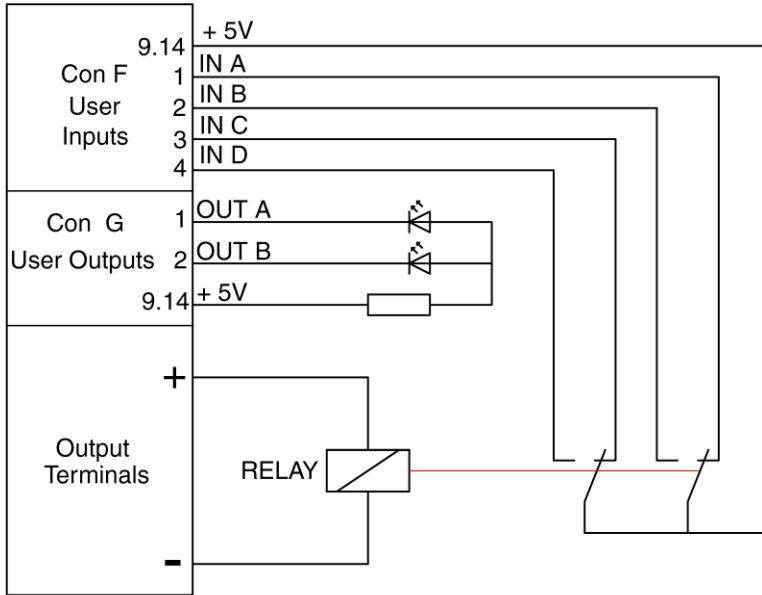 + 5V
9.14
IN A
Con F 1
IN B
User 2
IN C
Inputs 3
IN D
4
OUT A
Con G 1
OUT B
User Outputs 2
+ 5V
9.14
+
Output
Terminals
RELAY
-